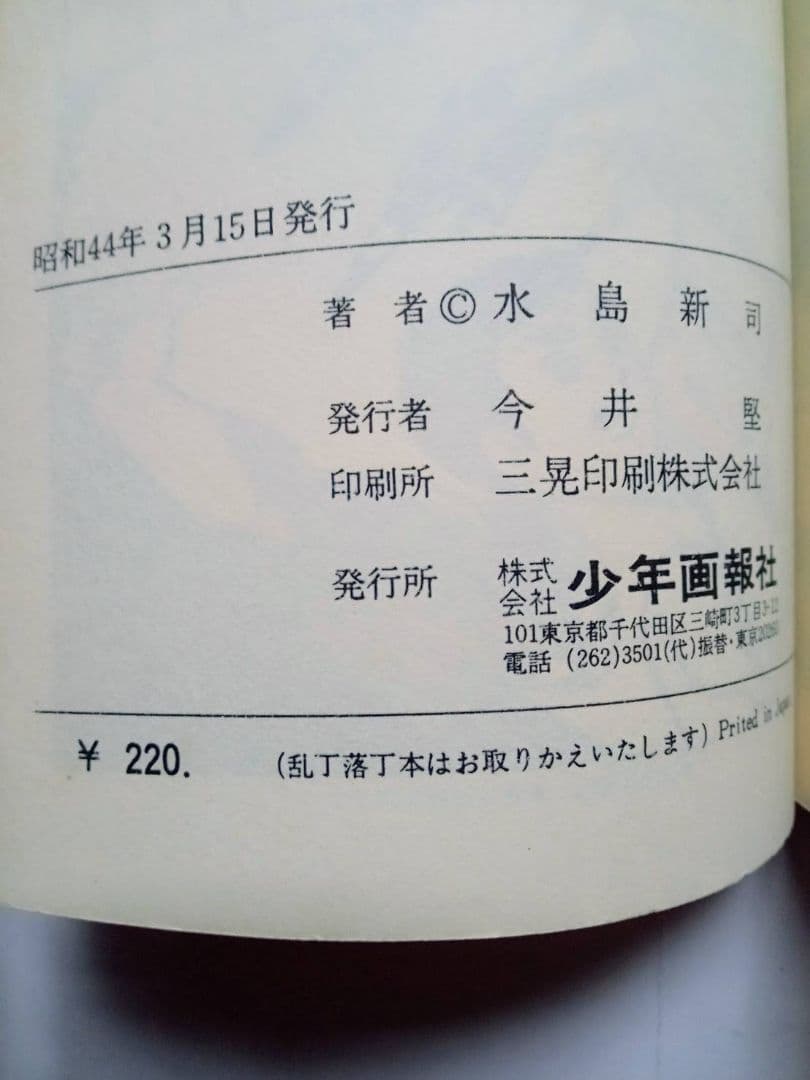 昭和44年3月15日発行
著者©水島新司
発行者 今井堅
印刷所 三晃印刷株式会社
発行所 株式会社 少年画報社
101東京都千代田区三崎町3丁目
電話 (262)3501(代)振替・東京
¥ 220. (乱丁落丁本はお取りかえいたします) Prited in Japan